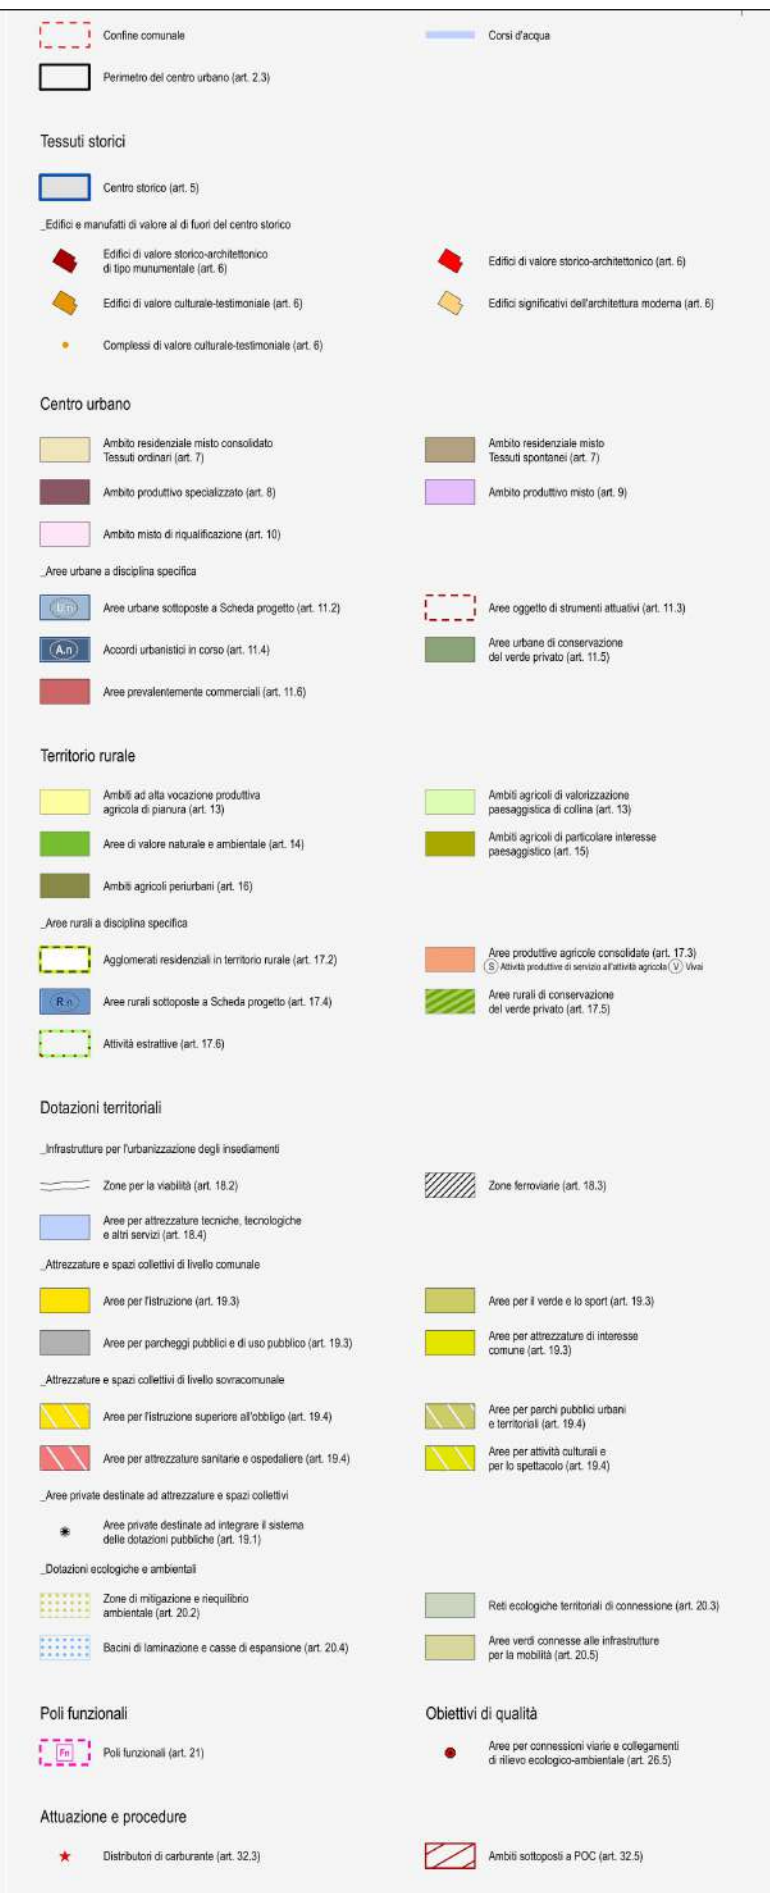 Confine comunale
Corsi d'acqua
Perimetro del centro urbano (art. 2.3)
Tessuti storici
Centro storico (art. 5)
_Edifici e manufatti di valore al di fuori del centro storico
Edifici di valore storico-architettonico
di tipo munumentale (art. 6)
Edifici di valore storico-architettonico (art. 6)
Edifici di valore culturale-testimoniale (art. 6)
Edifici significativi dell'architettura moderna (art. 6)
Complessi di valore culturale-testimoniale (art. 6)
Centro urbano
Ambito residenziale misto consolidato
Tessuti ordinari (art. 7)
Ambito residenziale misto
Tessuti spontanei (art. 7)
Ambito produttivo specializzato (art. 8)
Ambito produttivo misto (art. 9)
Ambito misto di riqualificazione (art. 10)
_Aree urbane a disciplina specifica
U.n
Aree urbane sottoposte a Scheda progetto (art. 11.2)
Aree oggetto di strumenti attuativi (art. 11.3)
A.n
Accordi urbanistici in corso (art. 11.4)
Aree urbane di conservazione
del verde privato (art. 11.5)
Aree prevalentemente commerciali (art. 11.6)
Territorio rurale
Ambiti ad alta vocazione produttiva
agricola di pianura (art. 13)
Ambiti agricoli di valorizzazione
paesaggistica di collina (art. 13)
Aree di valore naturale e ambientale (art. 14)
Ambiti agricoli di particolare interesse
paesaggistico (art. 15)
Ambiti agricoli periurbani (art. 16)
_Aree rurali a disciplina specifica
Agglomerati residenziali in territorio rurale (art. 17.2)
Aree produttive agricole consolidate (art. 17.3)
S Attività produttive di servizio all'attività agricola V Vivai
R.n
Aree rurali sottoposte a Scheda progetto (art. 17.4)
Aree rurali di conservazione
del verde privato (art. 17.5)
Attività estrattive (art. 17.6)
Dotazioni territoriali
_Infrastrutture per l'urbanizzazione degli insediamenti
Zone per la viabilità (art. 18.2)
Zone ferroviarie (art. 18.3)
Aree per attrezzature tecniche, tecnologiche
e altri servizi (art. 18.4)
_Attrezzature e spazi collettivi di livello comunale
Aree per l'istruzione (art. 19.3)
Aree per il verde e lo sport (art. 19.3)
Aree per parcheggi pubblici e di uso pubblico (art. 19.3)
Aree per attrezzature di interesse
comune (art. 19.3)
_Attrezzature e spazi collettivi di livello sovracomunale
Aree per l'istruzione superiore all'obbligo (art. 19.4)
Aree per parchi pubblici urbani
e territoriali (art. 19.4)
Aree per attrezzature sanitarie e ospedaliere (art. 19.4)
Aree per attività culturali e
per lo spettacolo (art. 19.4)
_Aree private destinate ad attrezzature e spazi collettivi
Aree private destinate ad integrare il sistema
delle dotazioni pubbliche (art. 19.1)
_Dotazioni ecologiche e ambientali
Zone di mitigazione e riequilibrio
ambientale (art. 20.2)
Reti ecologiche territoriali di connessione (art. 20.3)
Bacini di laminazione e casse di espansione (art. 20.4)
Aree verdi connesse alle infrastrutture
per la mobilità (art. 20.5)
Poli funzionali
Obiettivi di qualità
Fn
Poli funzionali (art. 21)
Aree per connessioni viarie e collegamenti
di rilievo ecologico-ambientale (art. 26.5)
Attuazione e procedure
Distributori di carburante (art. 32.3)
Ambiti sottoposti a POC (art. 32.5)